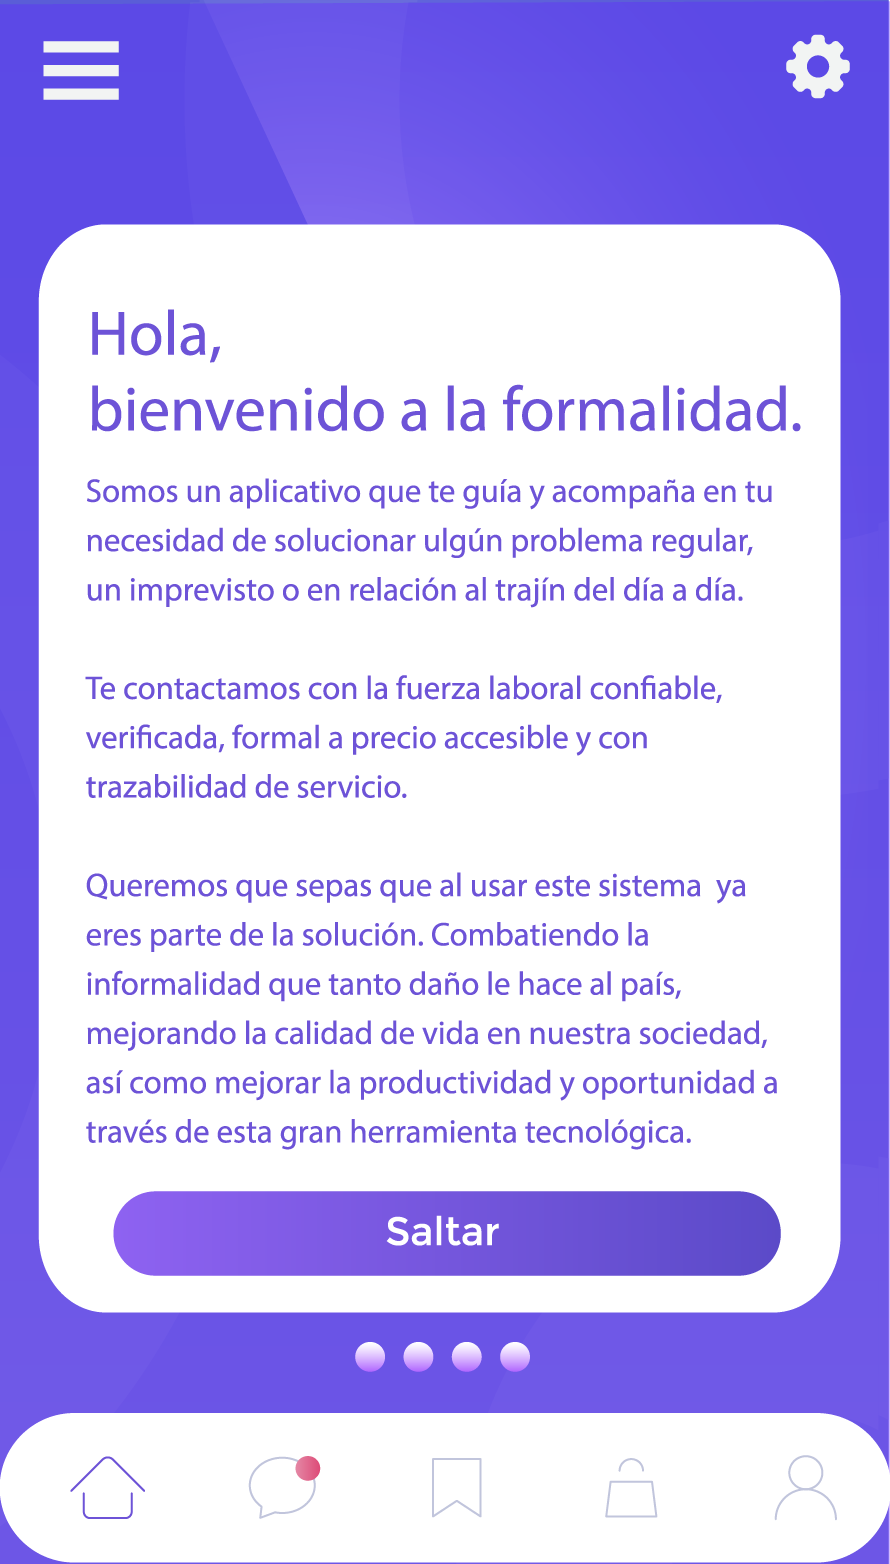 Hola,
bienvenido a la formalidad.
Somos un aplicativo que te guía y acompaña en tu
necesidad de solucionar ulgún problema regular,
un imprevisto o en relación al trajín del día a día.
Te contactamos con la fuerza laboral confiable,
verificada, formal a precio accesible y con
trazabilidad de servicio.
Queremos que sepas que al usar este sistema  ya
eres parte de la solución. Combatiendo la
informalidad que tanto daño le hace al país,
mejorando la calidad de vida en nuestra sociedad,
así como mejorar la productividad y oportunidad a
través de esta gran herramienta tecnológica.
Saltar